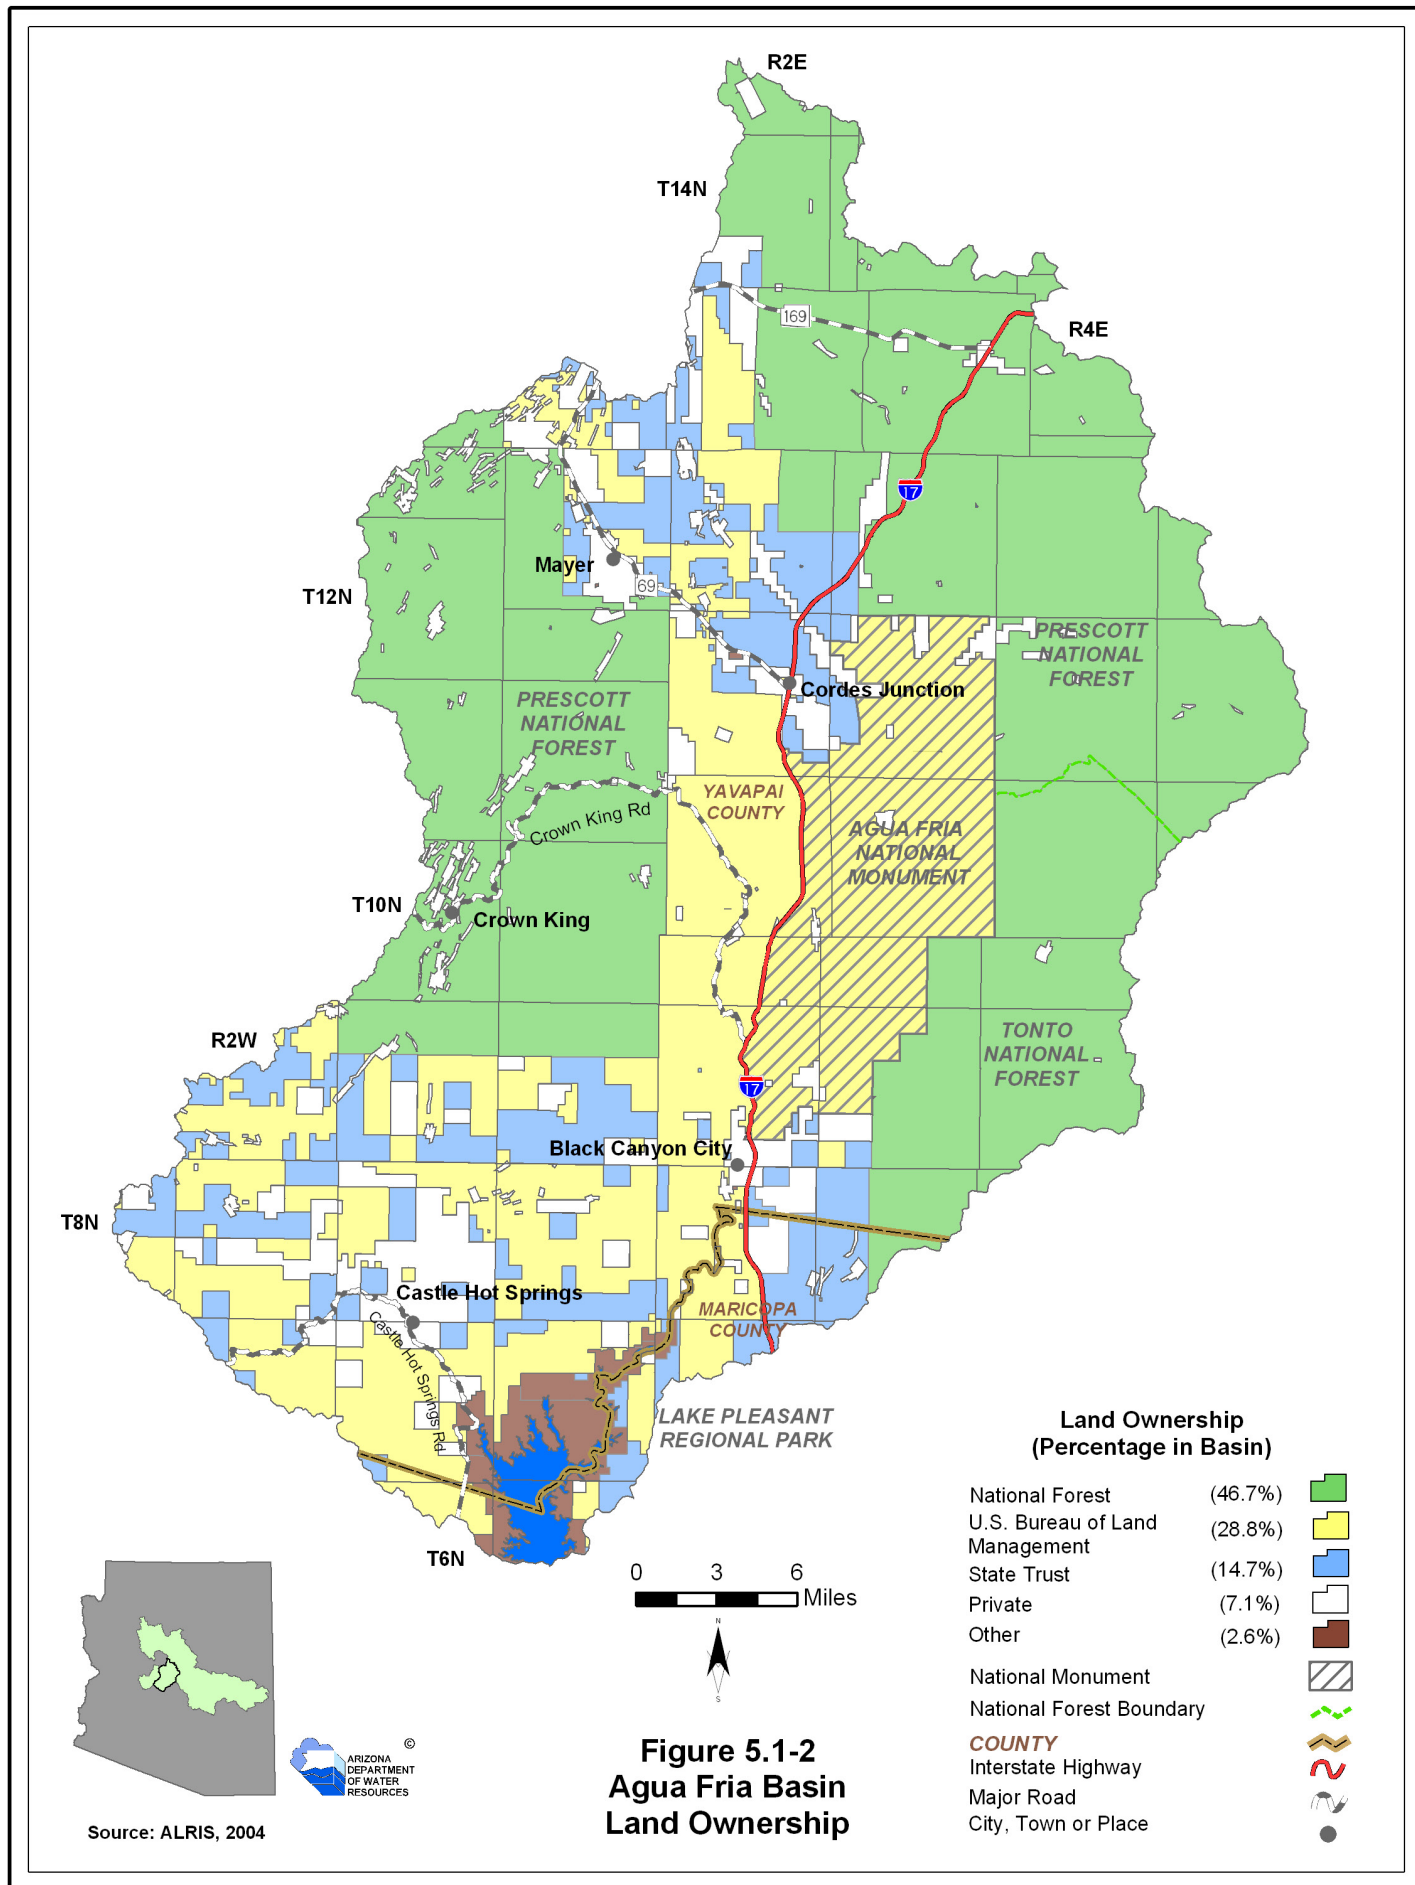 R2E
T14N
169
R4E
17
Mayer
69
T12N
PRESCOTT
NATIONAL
FOREST
Cordes Junction
PRESCOTT
NATIONAL
FOREST
YAVAPAI
COUNTY
Crown King Rd
AGUA FRIA
NATIONAL
MONUMENT
T10N
Crown King
R2W
TONTO
NATIONAL
FOREST
17
Black Canyon City
T8N
Castle Hot Springs
MARICOPA
COUNTY
Castle Hot Springs Rd
LAKE PLEASANT
REGIONAL PARK
T6N
0 3 6
Miles
N
S
Land Ownership
(Percentage in Basin)
National Forest (46.7%)
U.S. Bureau of Land
Management (28.8%)
State Trust (14.7%)
Private (7.1%)
Other (2.6%)
National Monument
National Forest Boundary
COUNTY
Interstate Highway
Major Road
City, Town or Place
©
ARIZONA
DEPARTMENT
OF WATER
RESOURCES
Source: ALRIS, 2004
Figure 5.1-2
Agua Fria Basin
Land Ownership